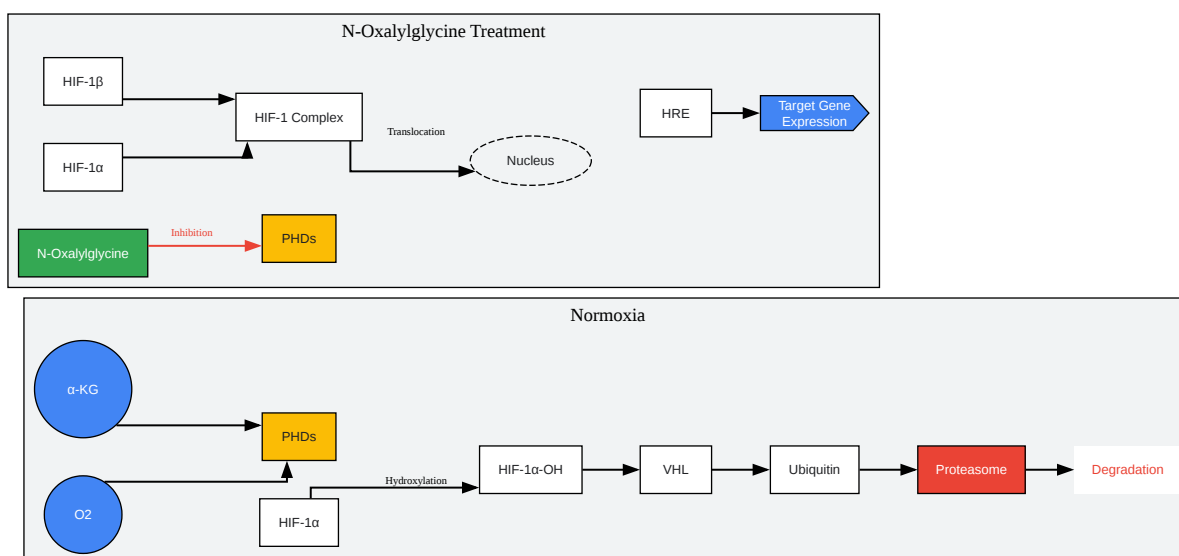 N-Oxalylglycine Treatment
HIF-1β
HIF-1 Complex
HRE
Target Gene
Expression
Translocation
HIF-1α
Nucleus
N-Oxalylglycine
Inhibition
PHDs
Normoxia
α-KG
PHDs
O2
HIF-1α
Hydroxylation
HIF-1α-OH
VHL
Ubiquitin
Proteasome
Degradation